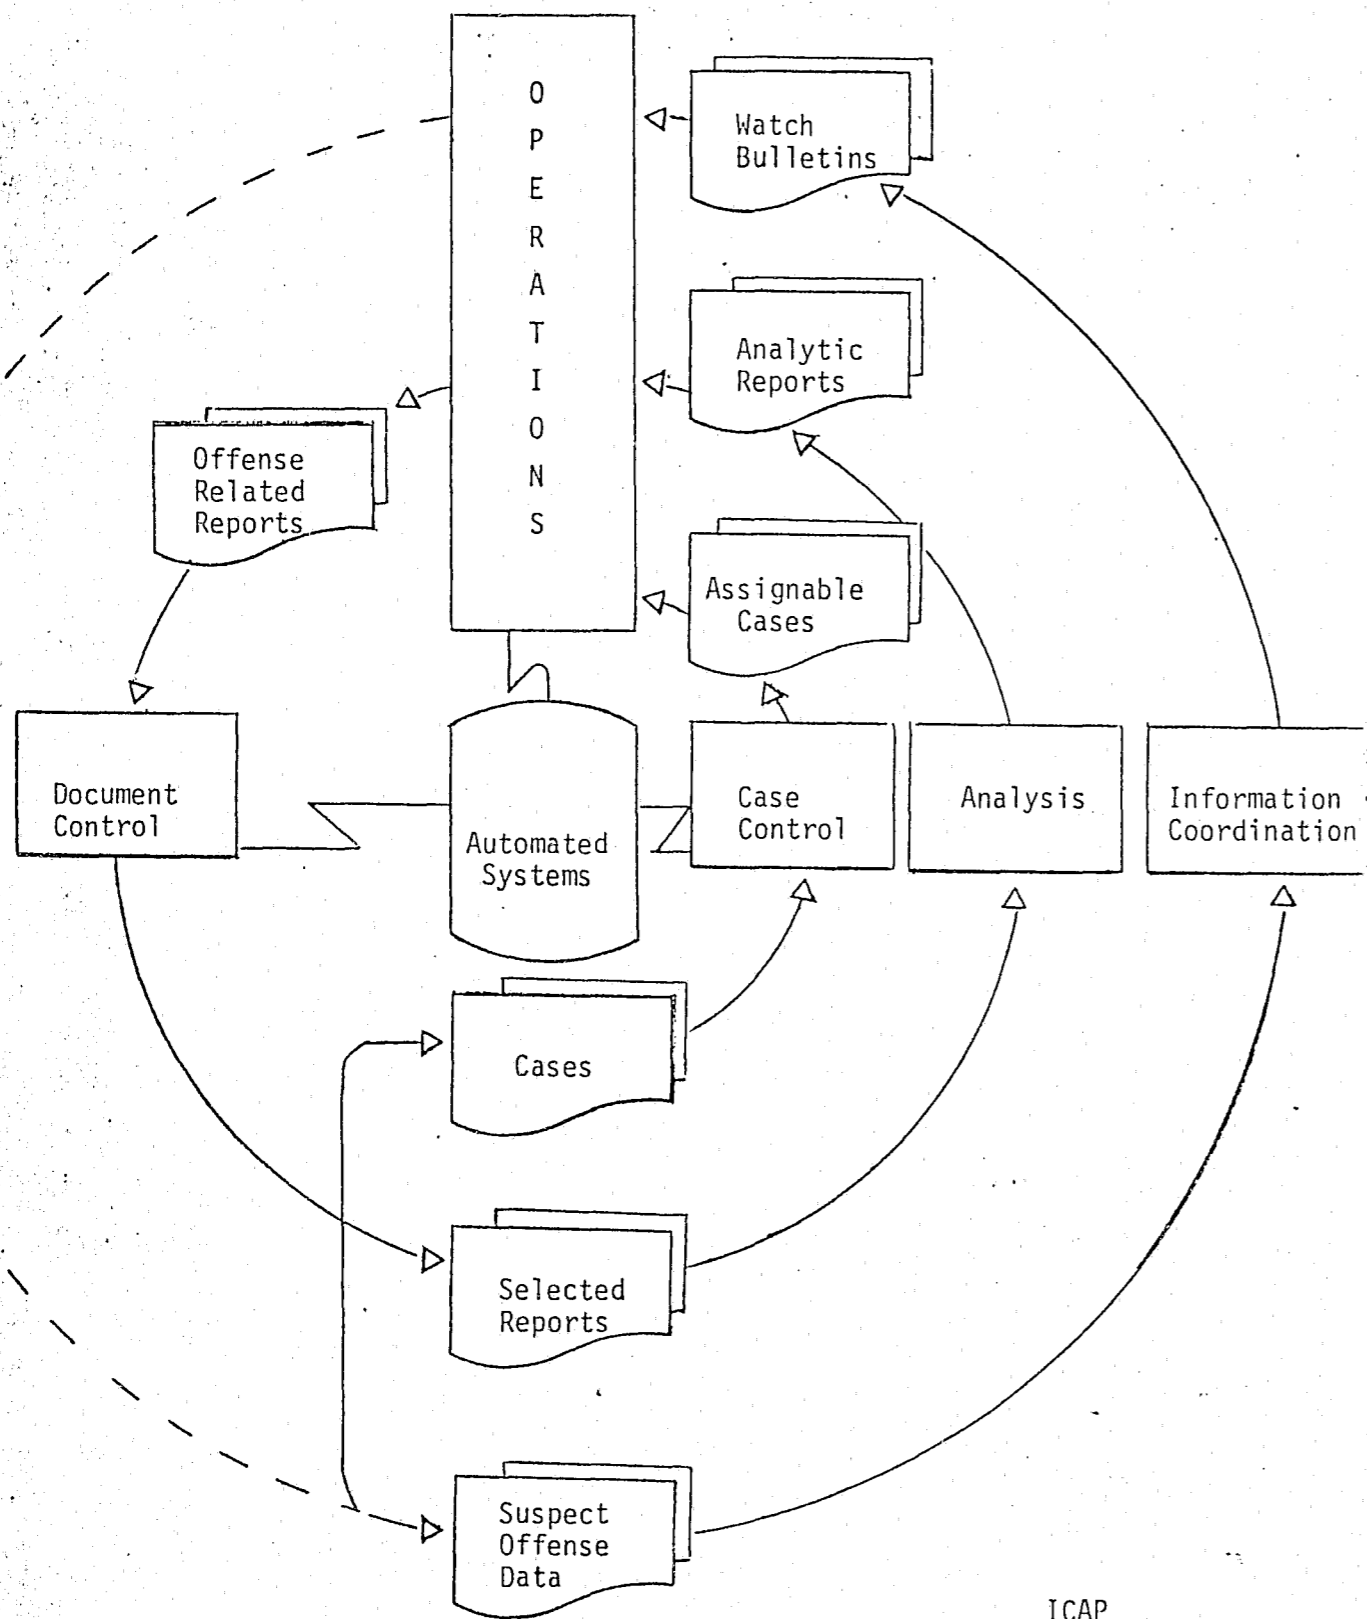 OPERATIONS
Watch
Bulletins
Analytic
Reports
Offense
Related
Reports
Assignable
Cases
Document
Control
Automated
Systems
Case
Control
Analysis
Information
Coordination
Cases
Selected
Reports
Suspect
Offense
Data
ICAP